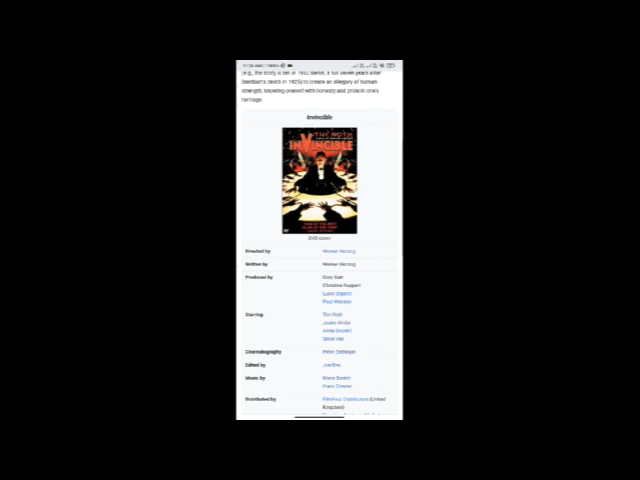 (e.g., the story is set in 1932 Berlin, a full seven years after
Breitbart's death in 1925) to create an allegory of human
strength, knowing oneself with honesty and pride in one's
heritage.
Invincible
TIM ROTH
INVINCIBLE
DVD cover
Directed by
Werner Herzog
Written by
Werner Herzog
Produced by
Gary Bart
Christine Ruppert
Paul Webster
Starring
Tim Roth
Jouko Ahola
Anna Gourari
Cinematography
Peter Zeitlinger
Edited by
Joe Bini
Music by
Klaus Badelt
Hans Zimmer
Distributed by
FilmFour Distributors (United
Kingdom)